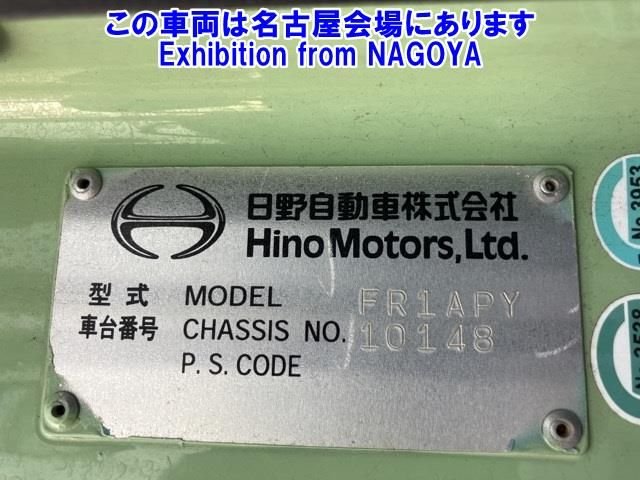 この車両は名古屋会場にあります
Exhibition from NAGOYA
日野自動車株式会社
Hino Motors, Ltd.
型式 MODEL FR1APY
車台番号 CHASSIS NO. 10148
P. S. CODE
No. 3953